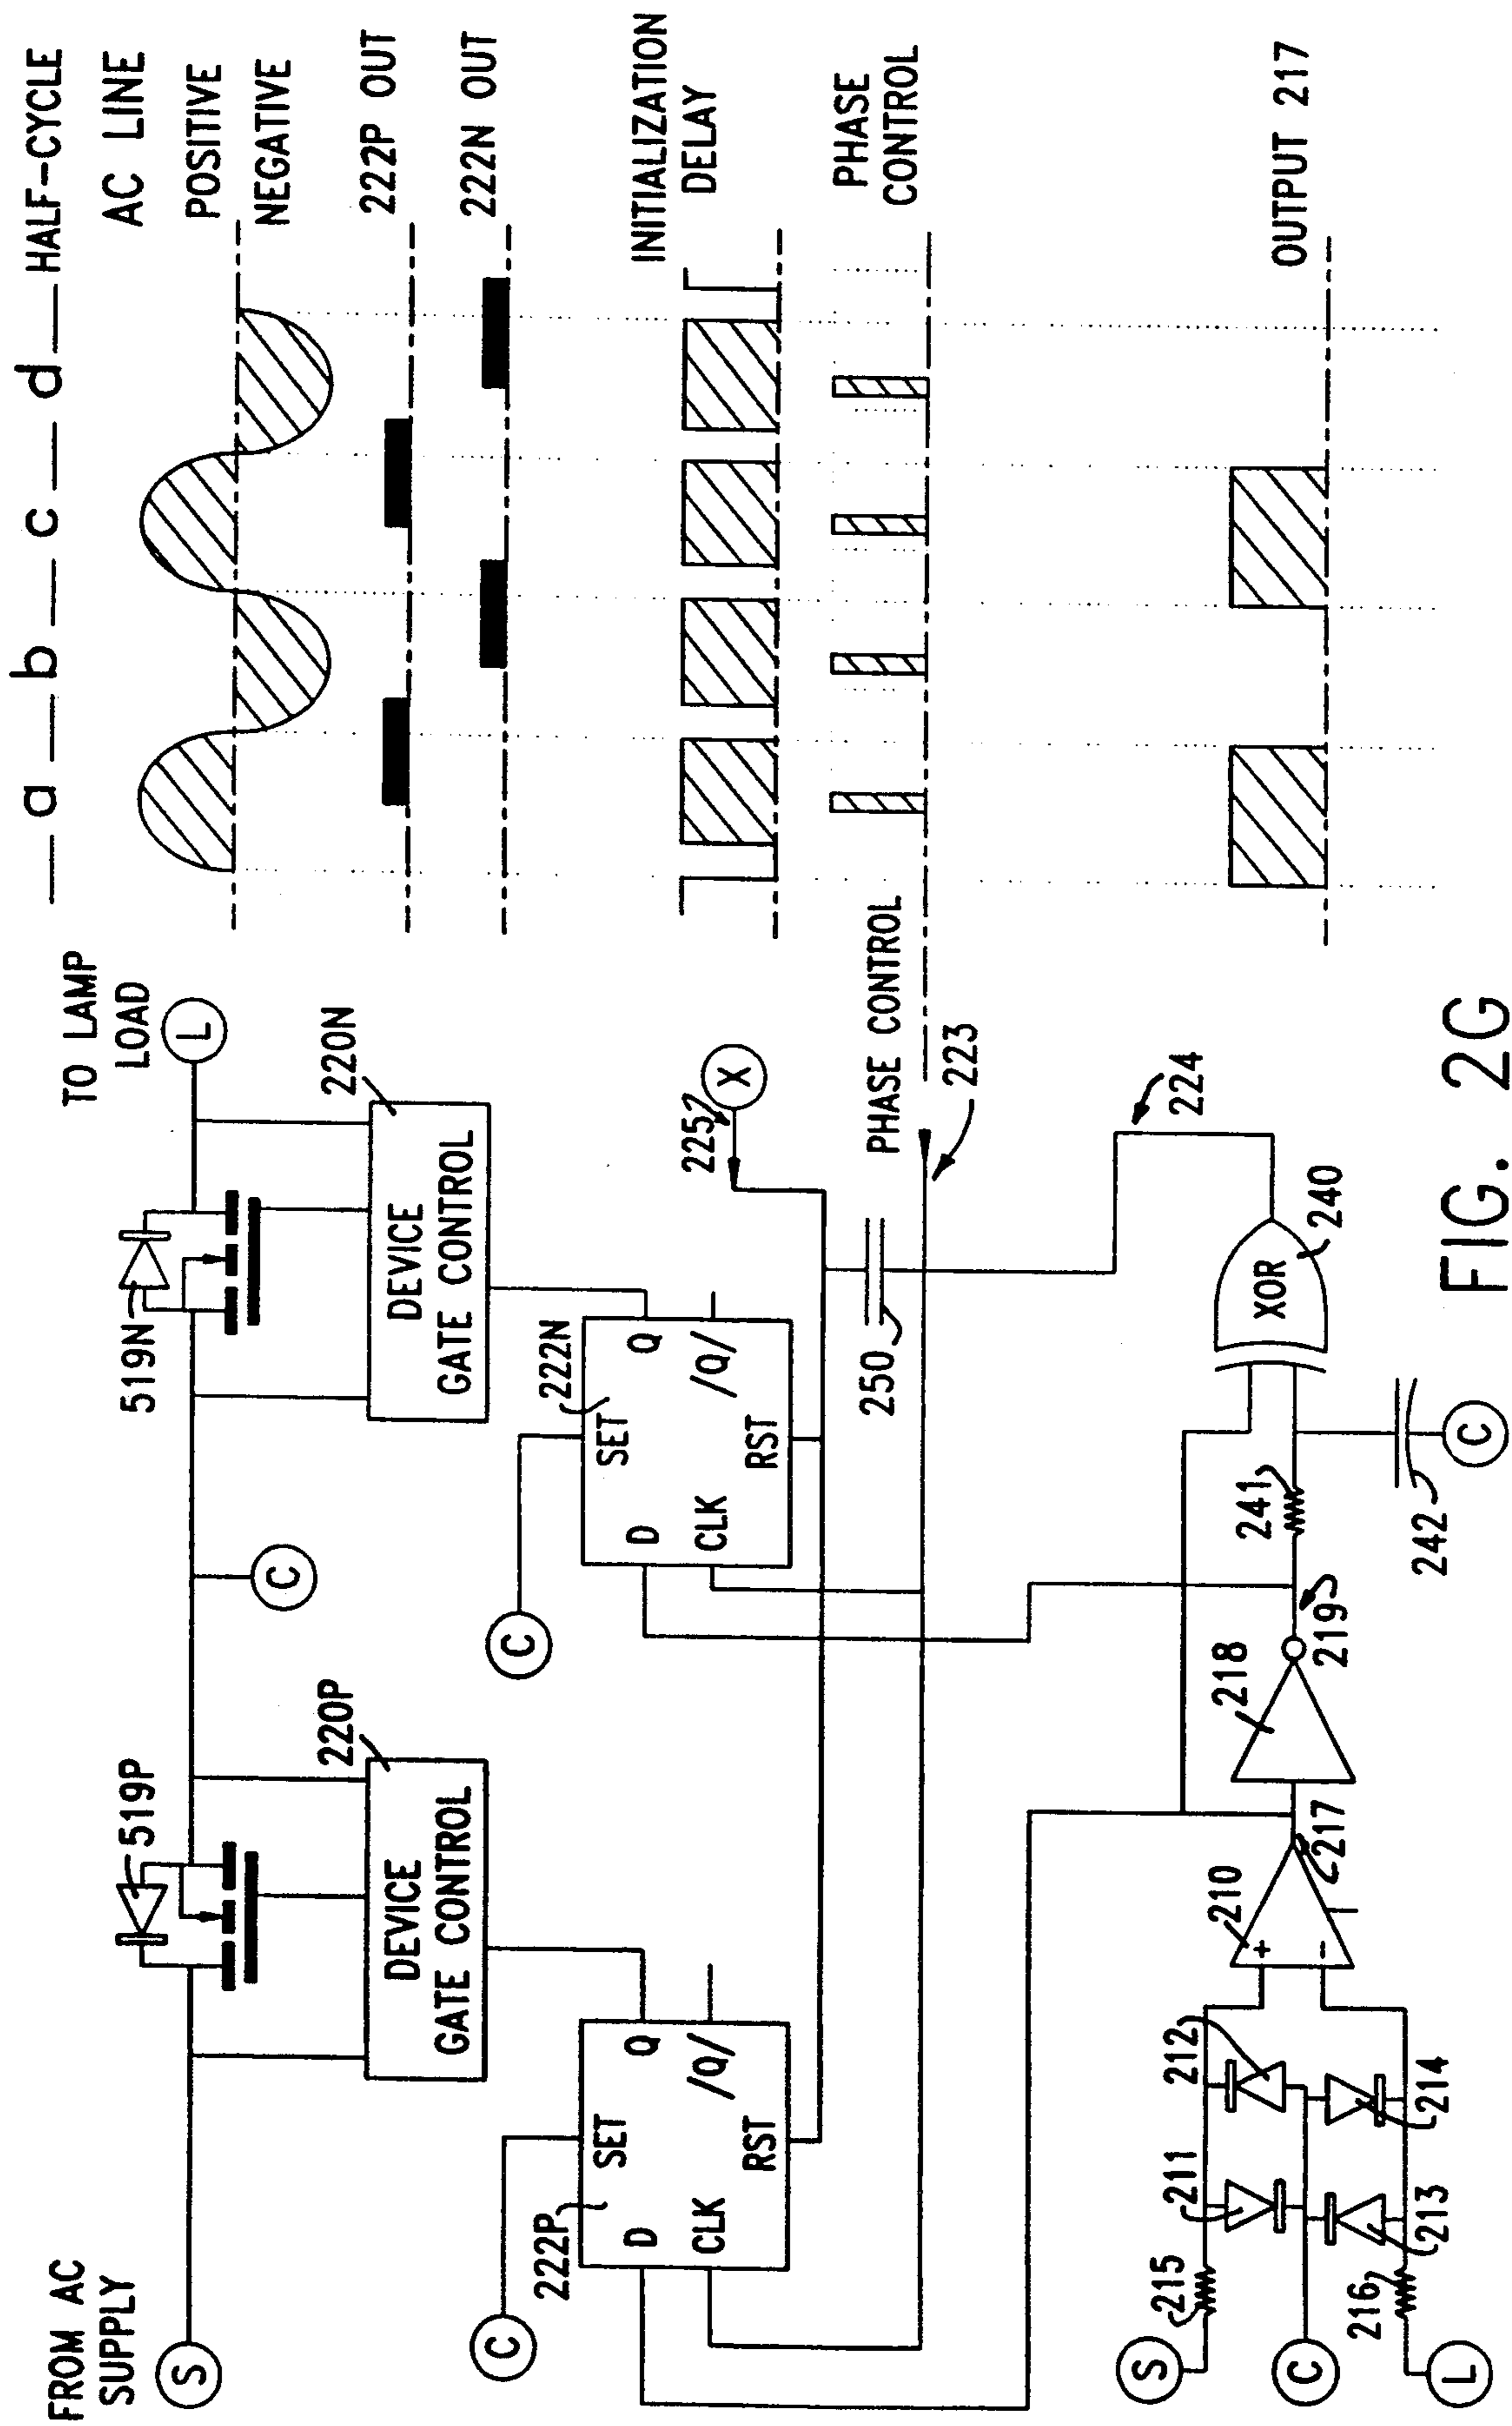 FROM AC
SUPPLY
S
519P
C
519N
TO LAMP
LOAD
L
220P
DEVICE
GATE CONTROL
220N
DEVICE
GATE CONTROL
C
222P
SET
D
Q
CLK
/Q/
RST
C
222N
SET
D
Q
CLK
/Q/
RST
225
X
250
PHASE CONTROL
223
224
S
215
211
212
C
216
213
214
L
210
+
-
217
218
219
241
242
C
XOR
240
FIG. 2G
a
b
c
d
HALF-CYCLE
AC LINE
POSITIVE
NEGATIVE
222P OUT
222N OUT
INITIALIZATION
DELAY
PHASE
CONTROL
OUTPUT 217